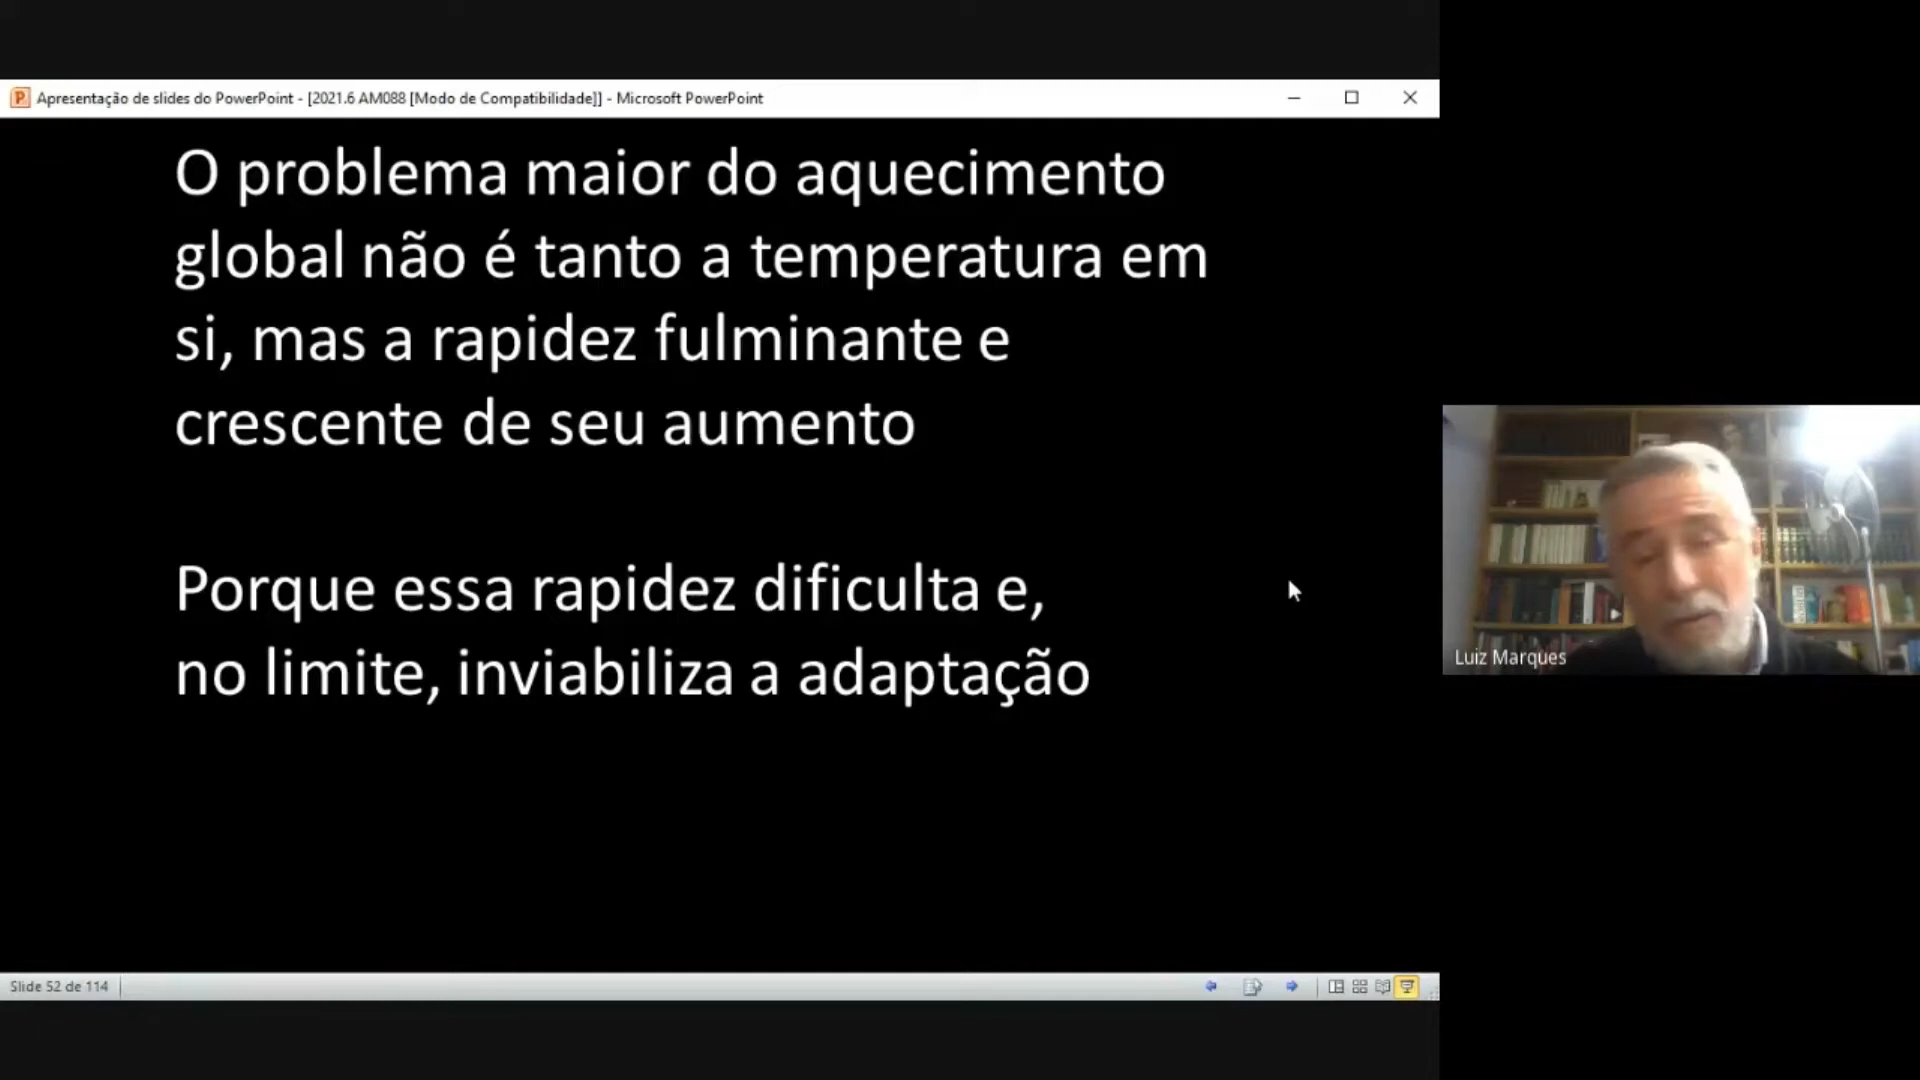 Apresentação de slides do PowerPoint - [2021.6 AM088 [Modo de Compatibilidade]] - Microsoft PowerPoint
O problema maior do aquecimento
global não é tanto a temperatura em
si, mas a rapidez fulminante e
crescente de seu aumento
Porque essa rapidez dificulta e,
no limite, inviabiliza a adaptação
Luiz Marques
Slide 52 de 114